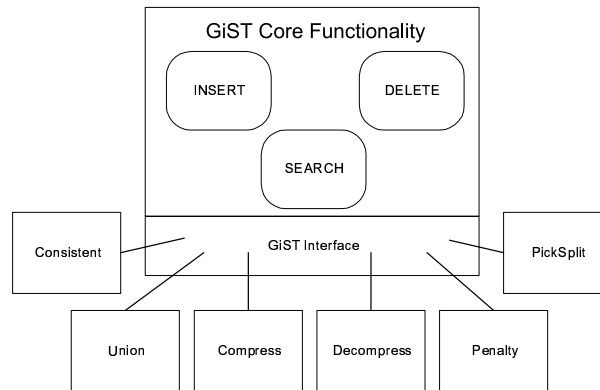 GiST Core Functionality
INSERT
DELETE
SEARCH
Consistent
GiST Interface
PickSplit
Union
Compress
Decompress
Penalty